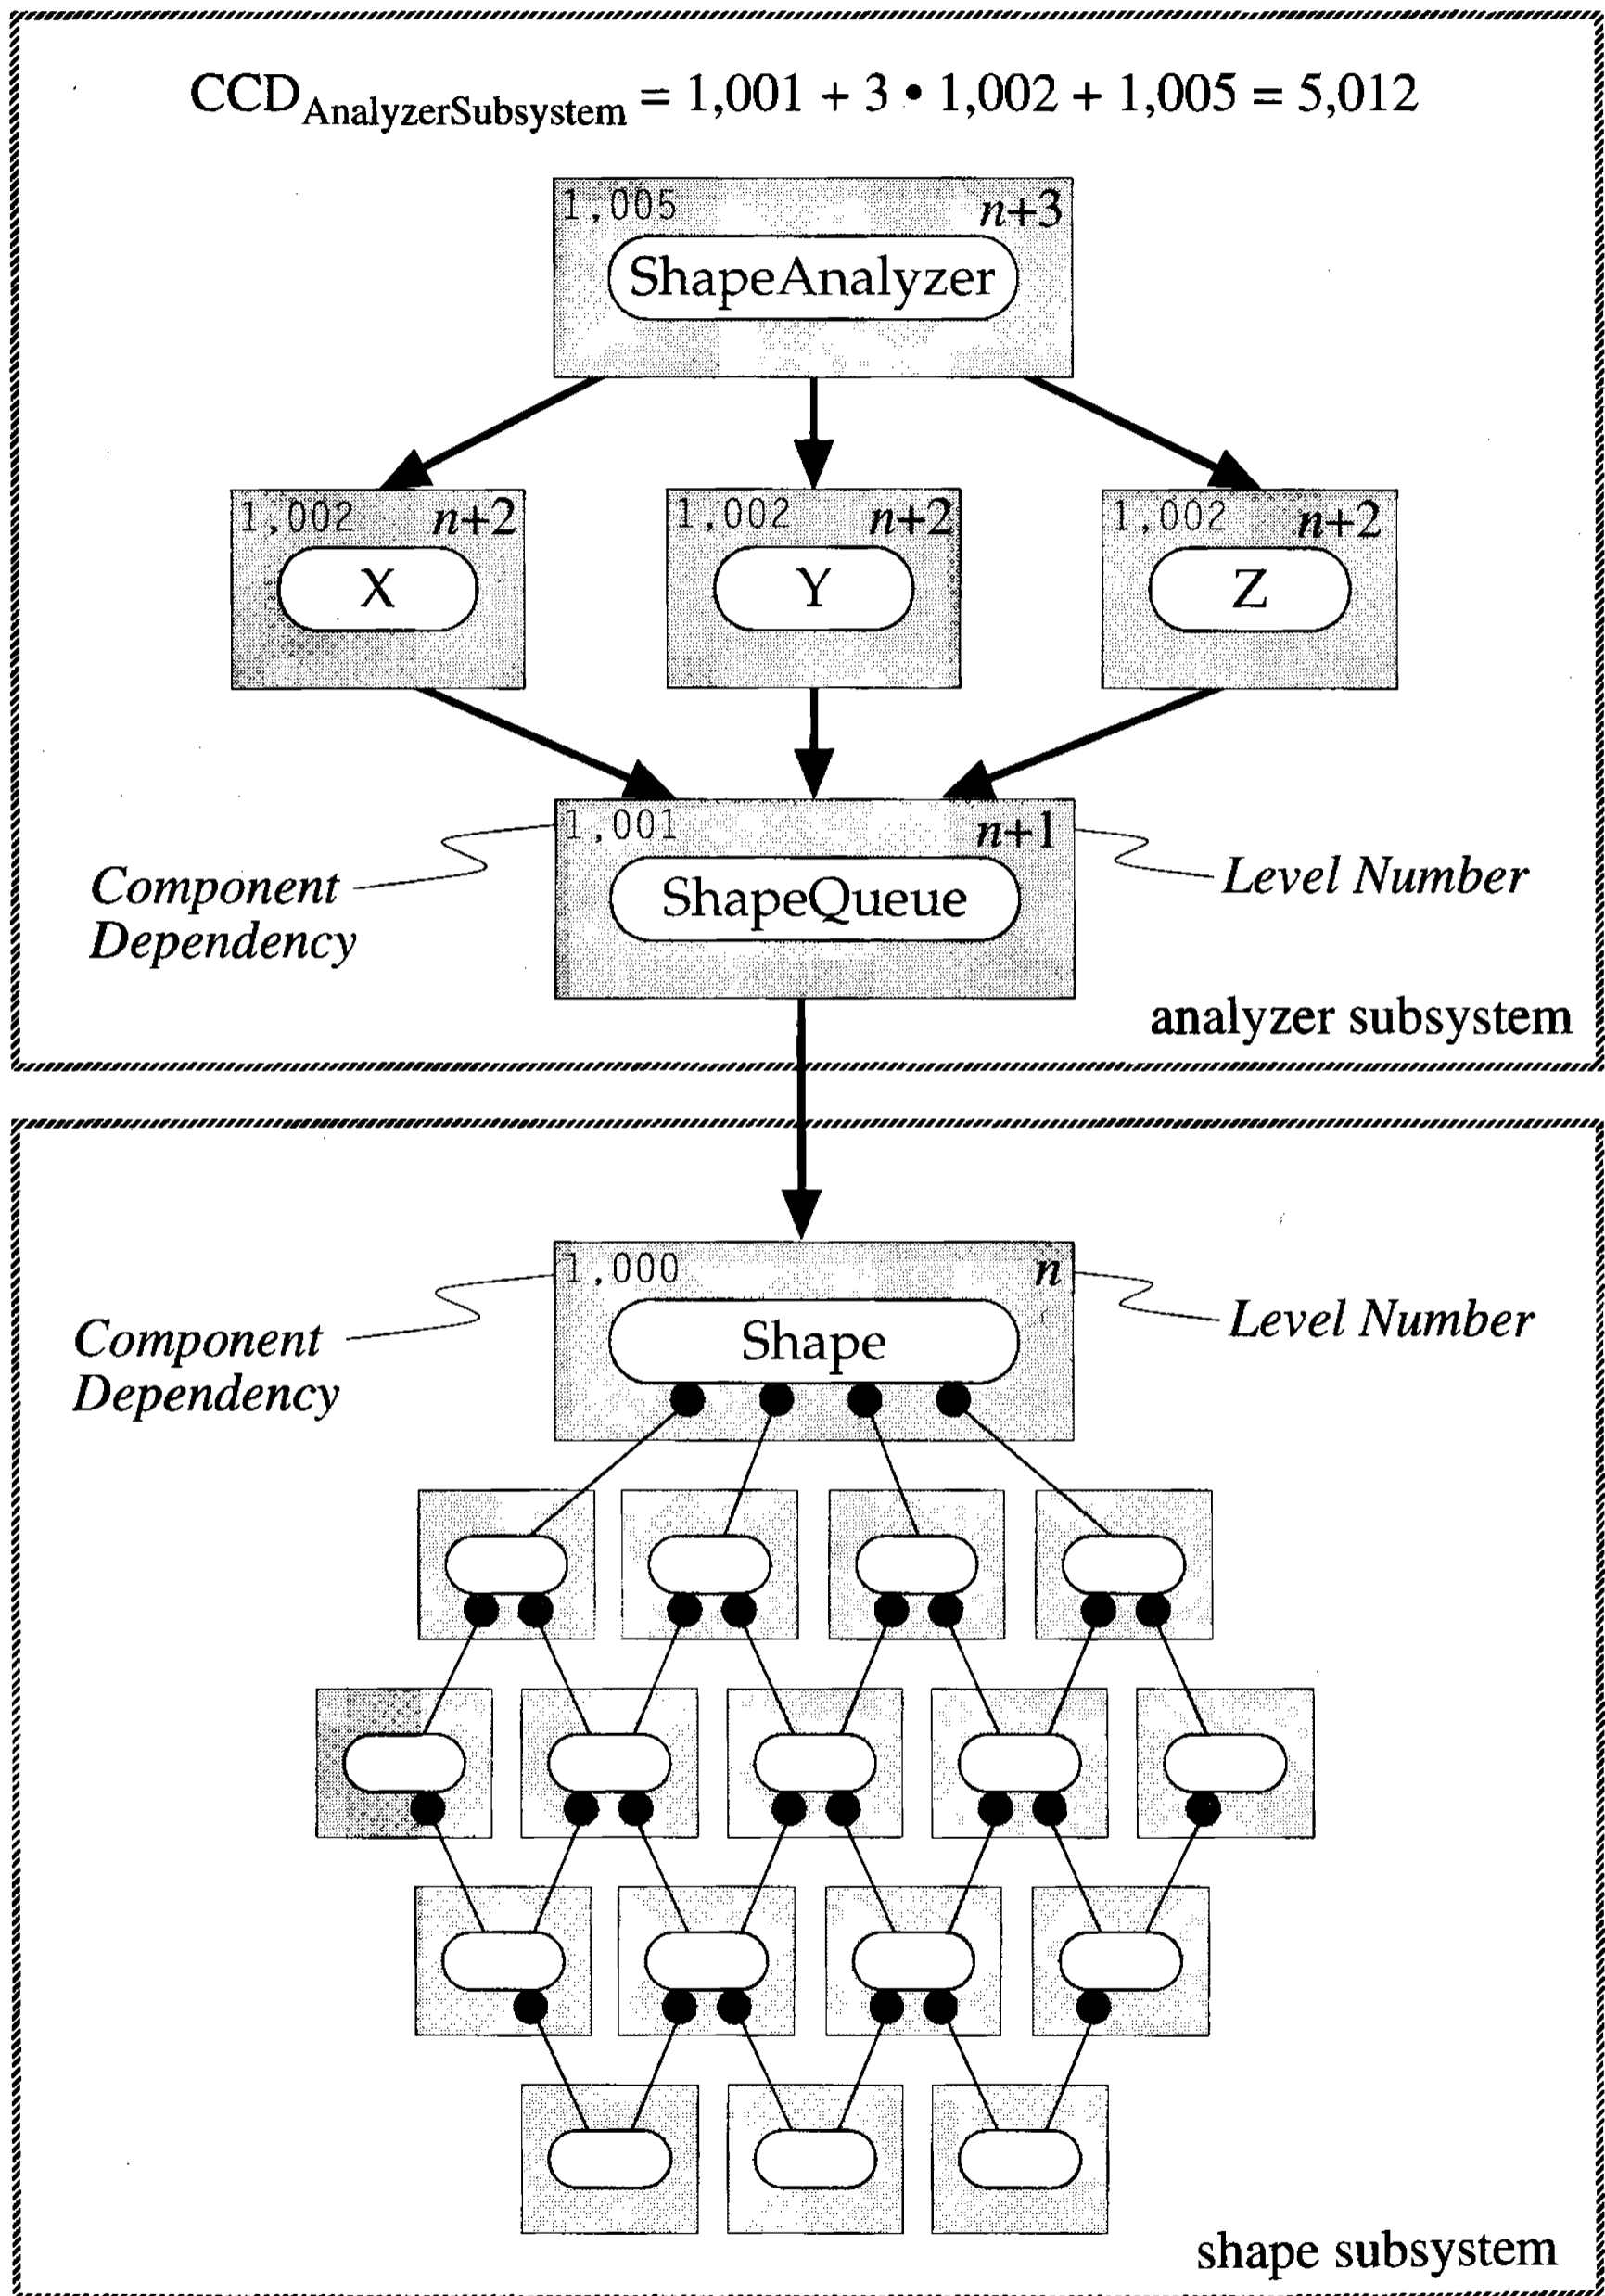 CCD AnalyzerSubsystem = 1,001 + 3 • 1,002 + 1,005 = 5,012
1,005 n+3
ShapeAnalyzer
1,002 n+2
X
1,002 n+2
Y
1,002 n+2
Z
1,001 n+1
ShapeQueue
Component
Dependency
Level Number
analyzer subsystem
1,000 n
Shape
Component
Dependency
Level Number
shape subsystem